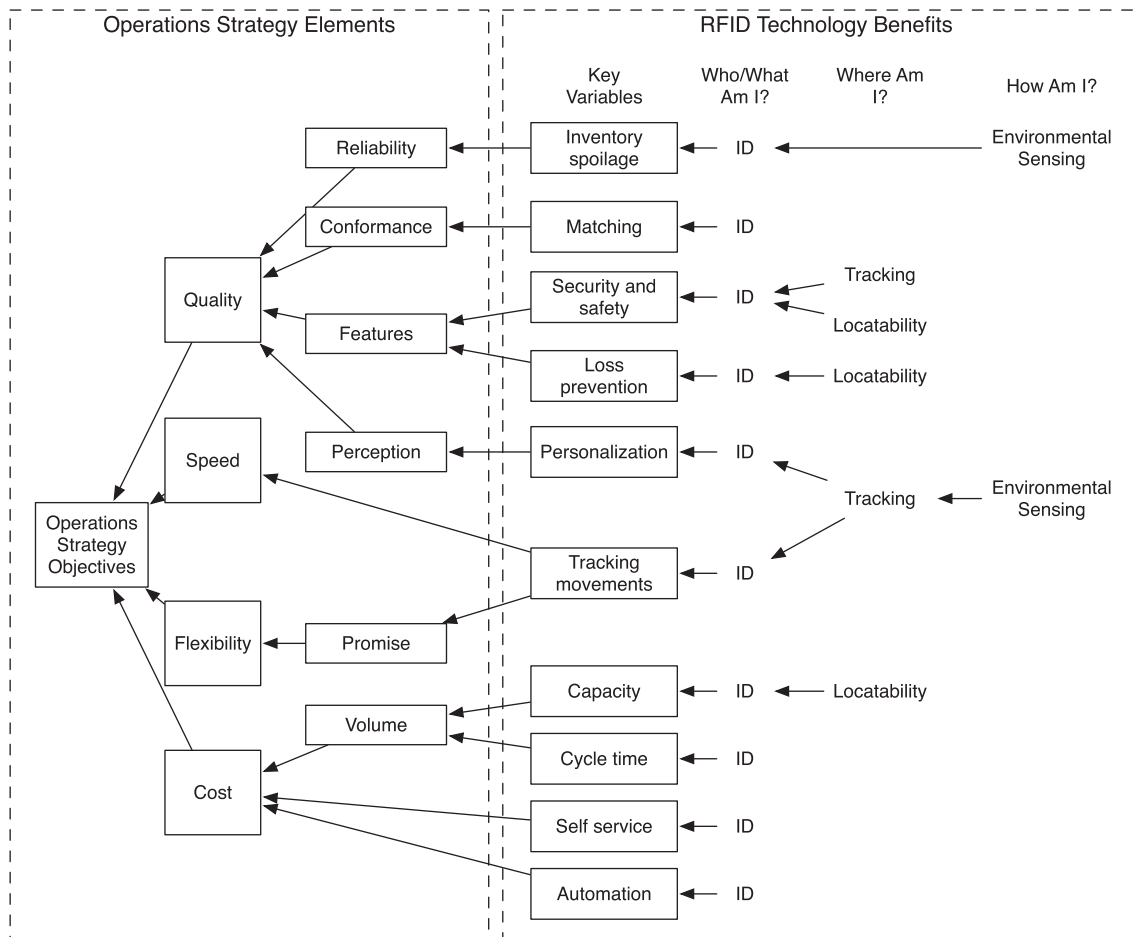 Operations Strategy Elements
RFID Technology Benefits
Key
Variables
Who/What
Am I?
Where Am
I?
How Am I?
Reliability
Inventory
spoilage
ID
Environmental
Sensing
Conformance
Matching
ID
Quality
Features
Security and
safety
ID
Tracking
Locatability
Loss
prevention
ID
Locatability
Speed
Perception
Personalization
ID
Tracking
Environmental
Sensing
Operations
Strategy
Objectives
Tracking
movements
ID
Flexibility
Promise
Capacity
ID
Locatability
Volume
Cycle time
ID
Cost
Self service
ID
Automation
ID